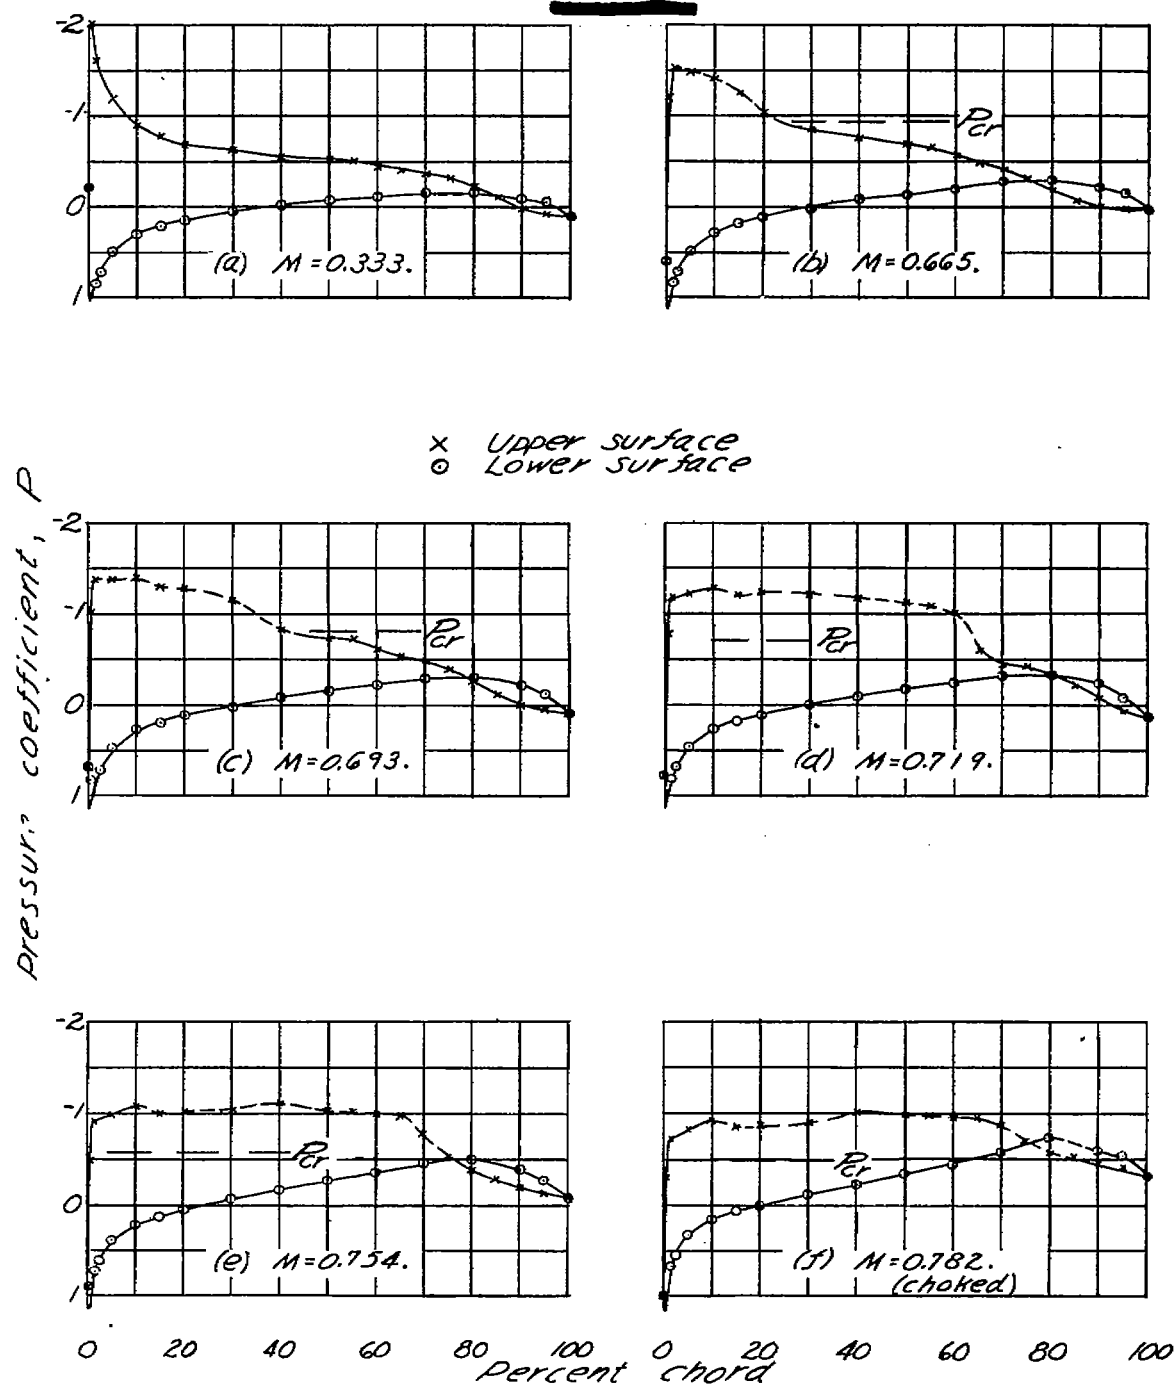 -2
-1
0
1
Pcr
(a) M=0.333.
(b) M=0.665.
x Upper surface
⊙ Lower surface
Pressure coefficient, P
-2
-1
0
1
Pcr
Pcr
(c) M=0.693.
(d) M=0.719.
-2
-1
0
1
Pcr
Pcr
(e) M=0.754.
(f) M=0.782.
(choked)
0 20 40 60 80 100
0 20 40 60 80 100
Percent chord